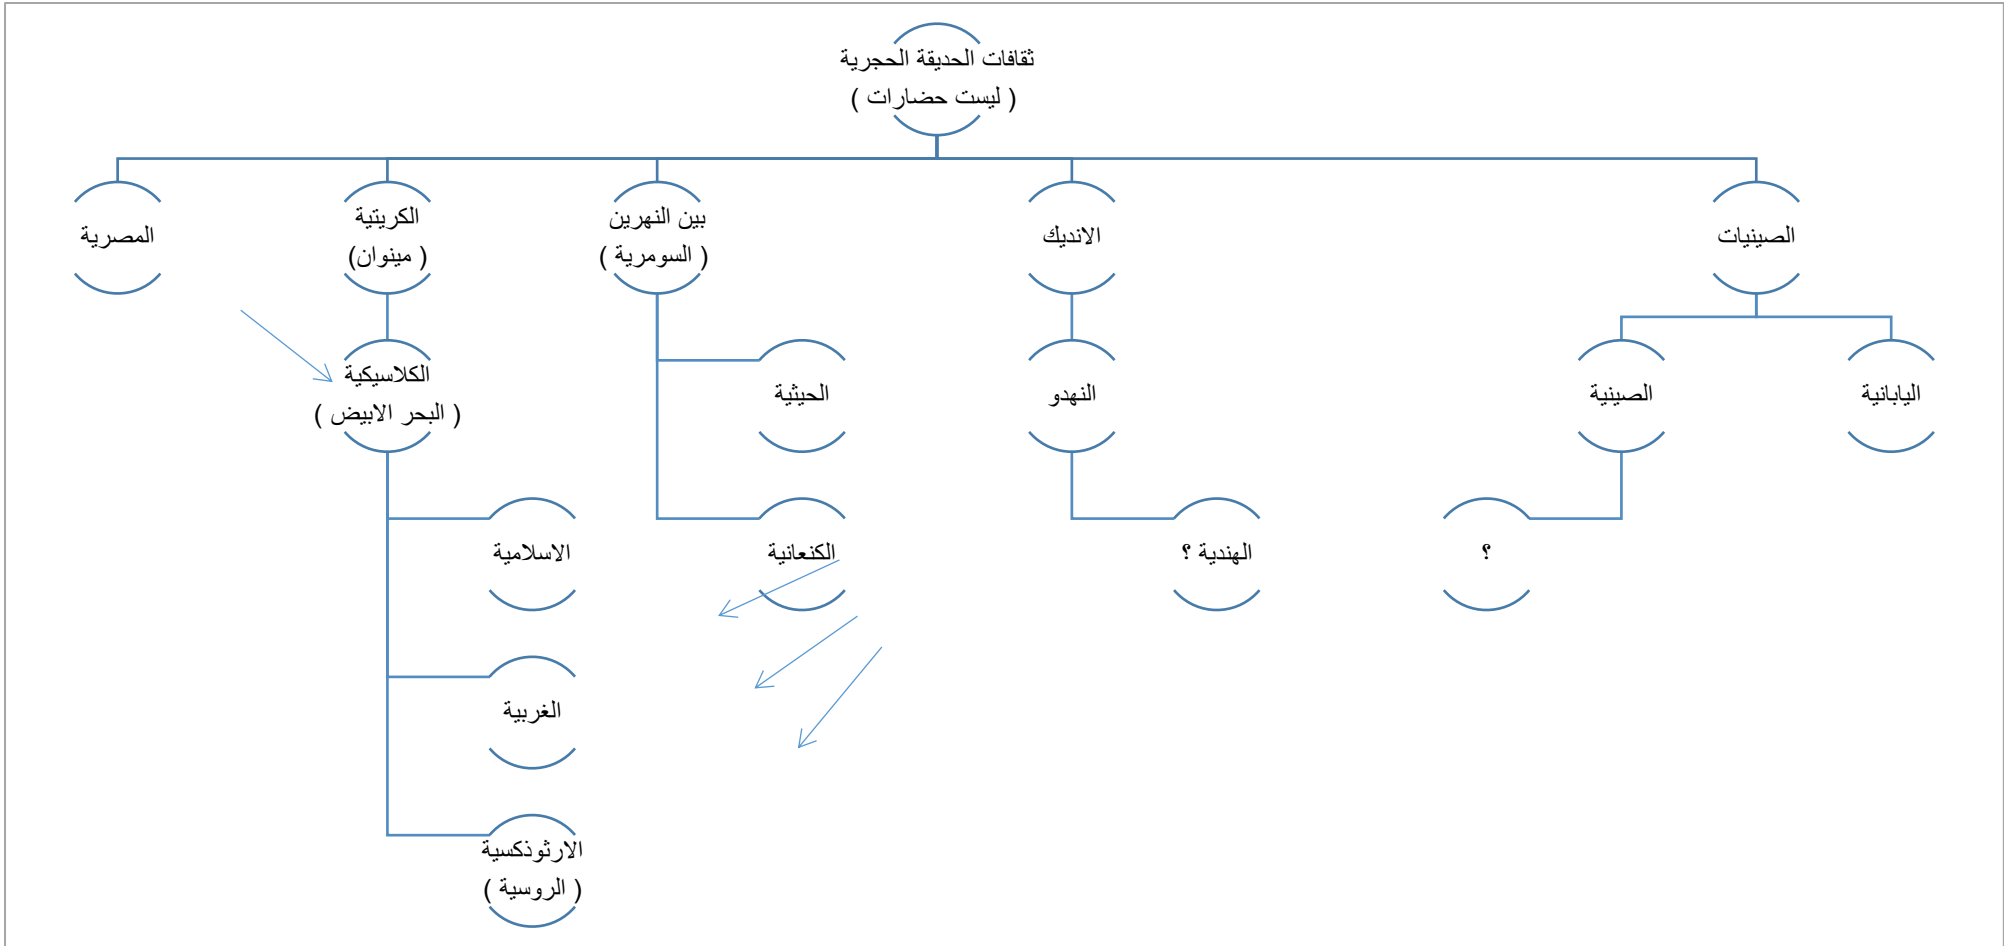 ثقافات الحديقة الحجرية
( ليست حضارات )
الصينيات
الانديك
بين النهرين
( السومرية )
الكريتية
( مينوان)
المصرية
اليابانية
الصينية
النهدو
الحيثية
الكلاسيكية
( البحر الابيض )
؟
الهندية ؟
الكنعانية
الاسلامية
الغربية
الارثوذكسية
( الروسية )